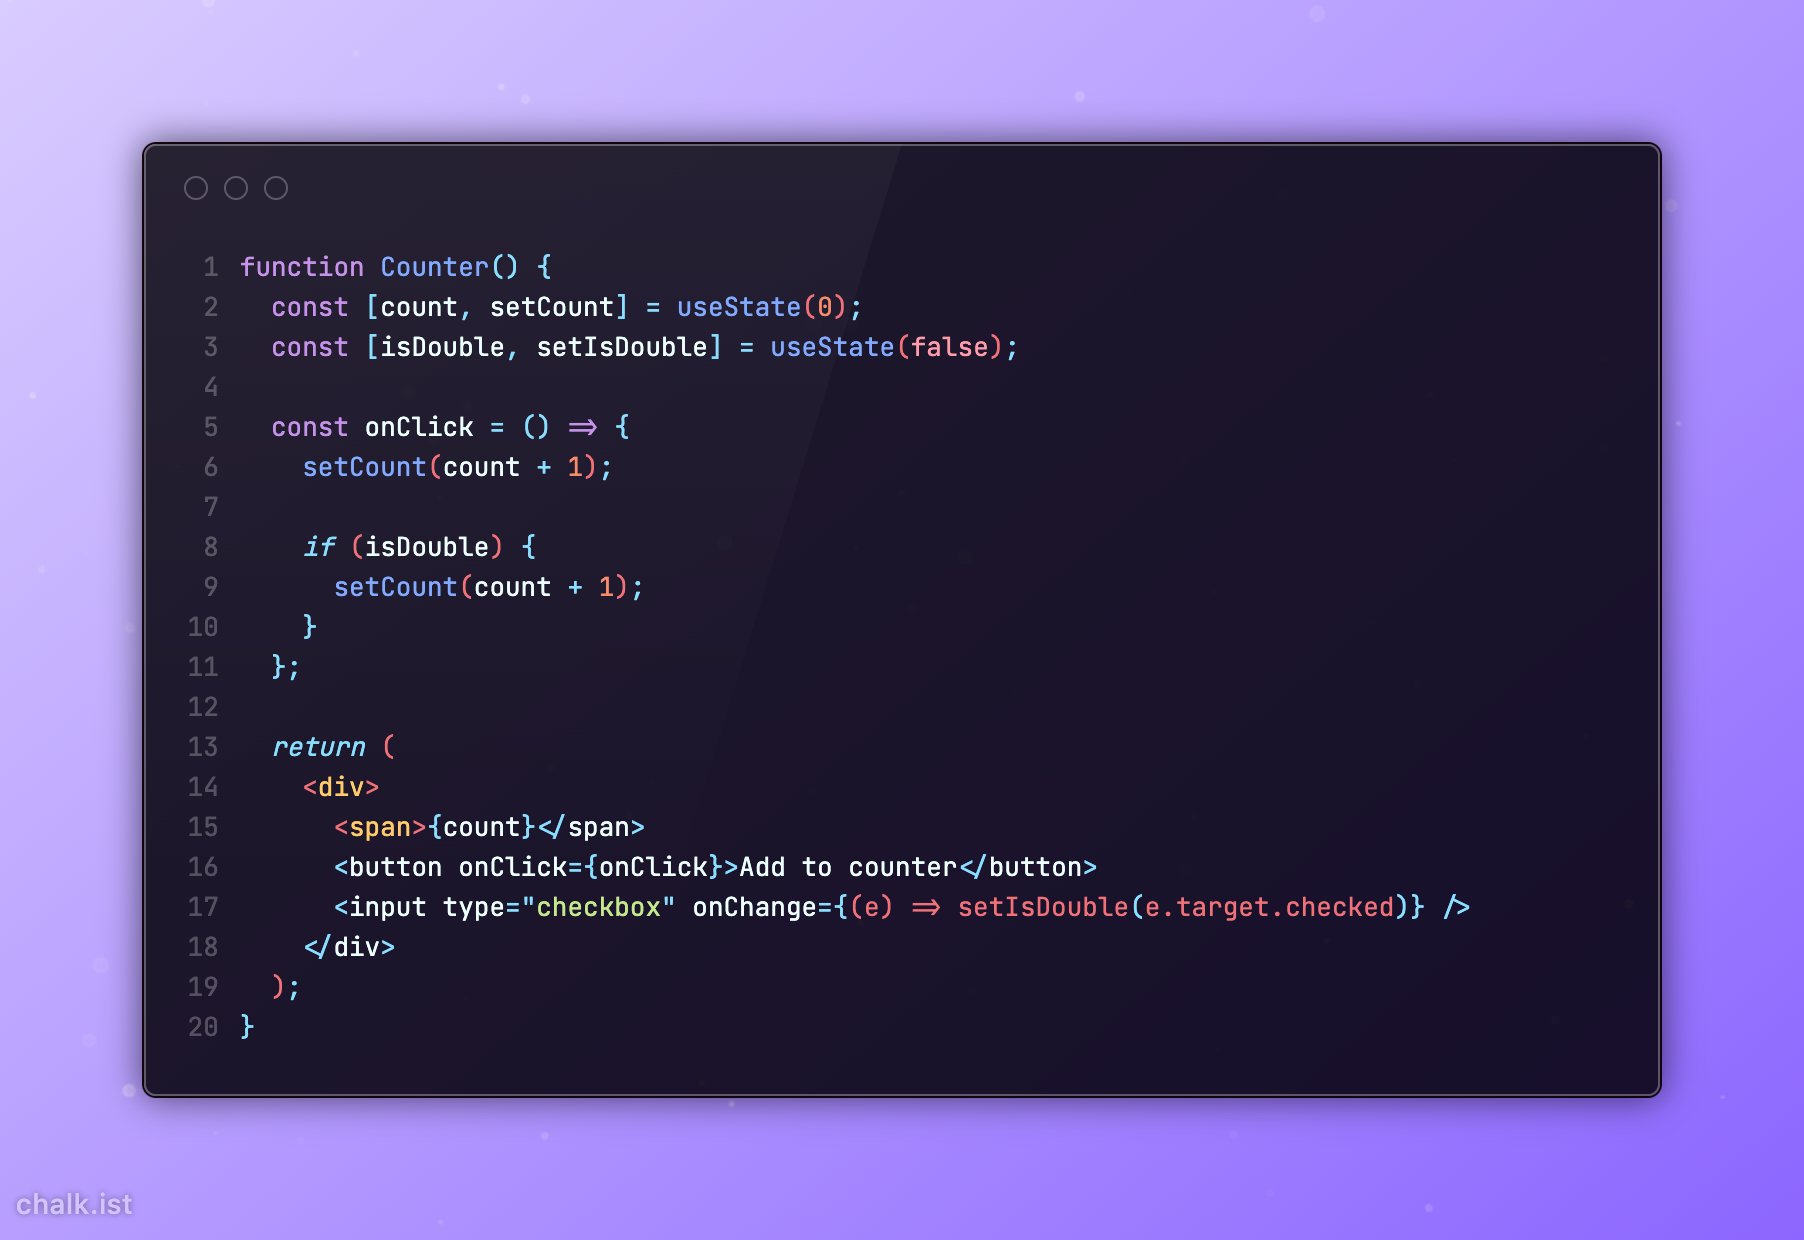 1 function Counter() {
2   const [count, setCount] = useState(0);
3   const [isDouble, setIsDouble] = useState(false);
4
5   const onClick = () => {
6     setCount(count + 1);
7
8     if (isDouble) {
9       setCount(count + 1);
10     }
11   };
12
13   return (
14     <div>
15       <span>{count}</span>
16       <button onClick={onClick}>Add to counter</button>
17       <input type="checkbox" onChange={(e) => setIsDouble(e.target.checked)} />
18     </div>
19   );
20 }
chalk.ist